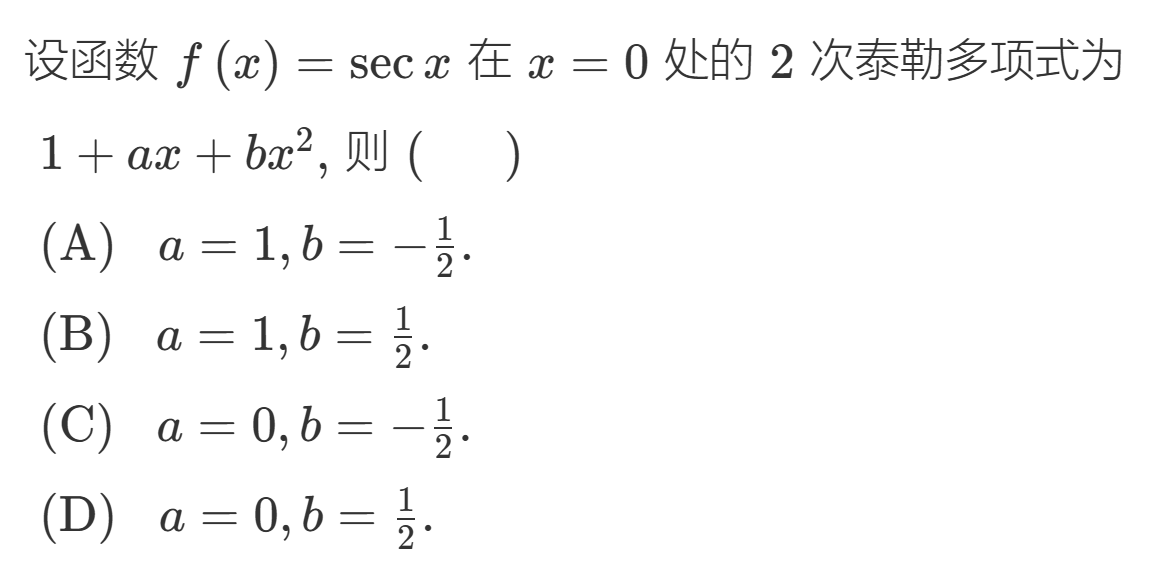 设函数 f (x) = sec x 在 x = 0 处的 2 次泰勒多项式为
1 + ax + bx², 则 (    )
(A) a = 1, b = −1/2.
(B) a = 1, b = 1/2.
(C) a = 0, b = −1/2.
(D) a = 0, b = 1/2.